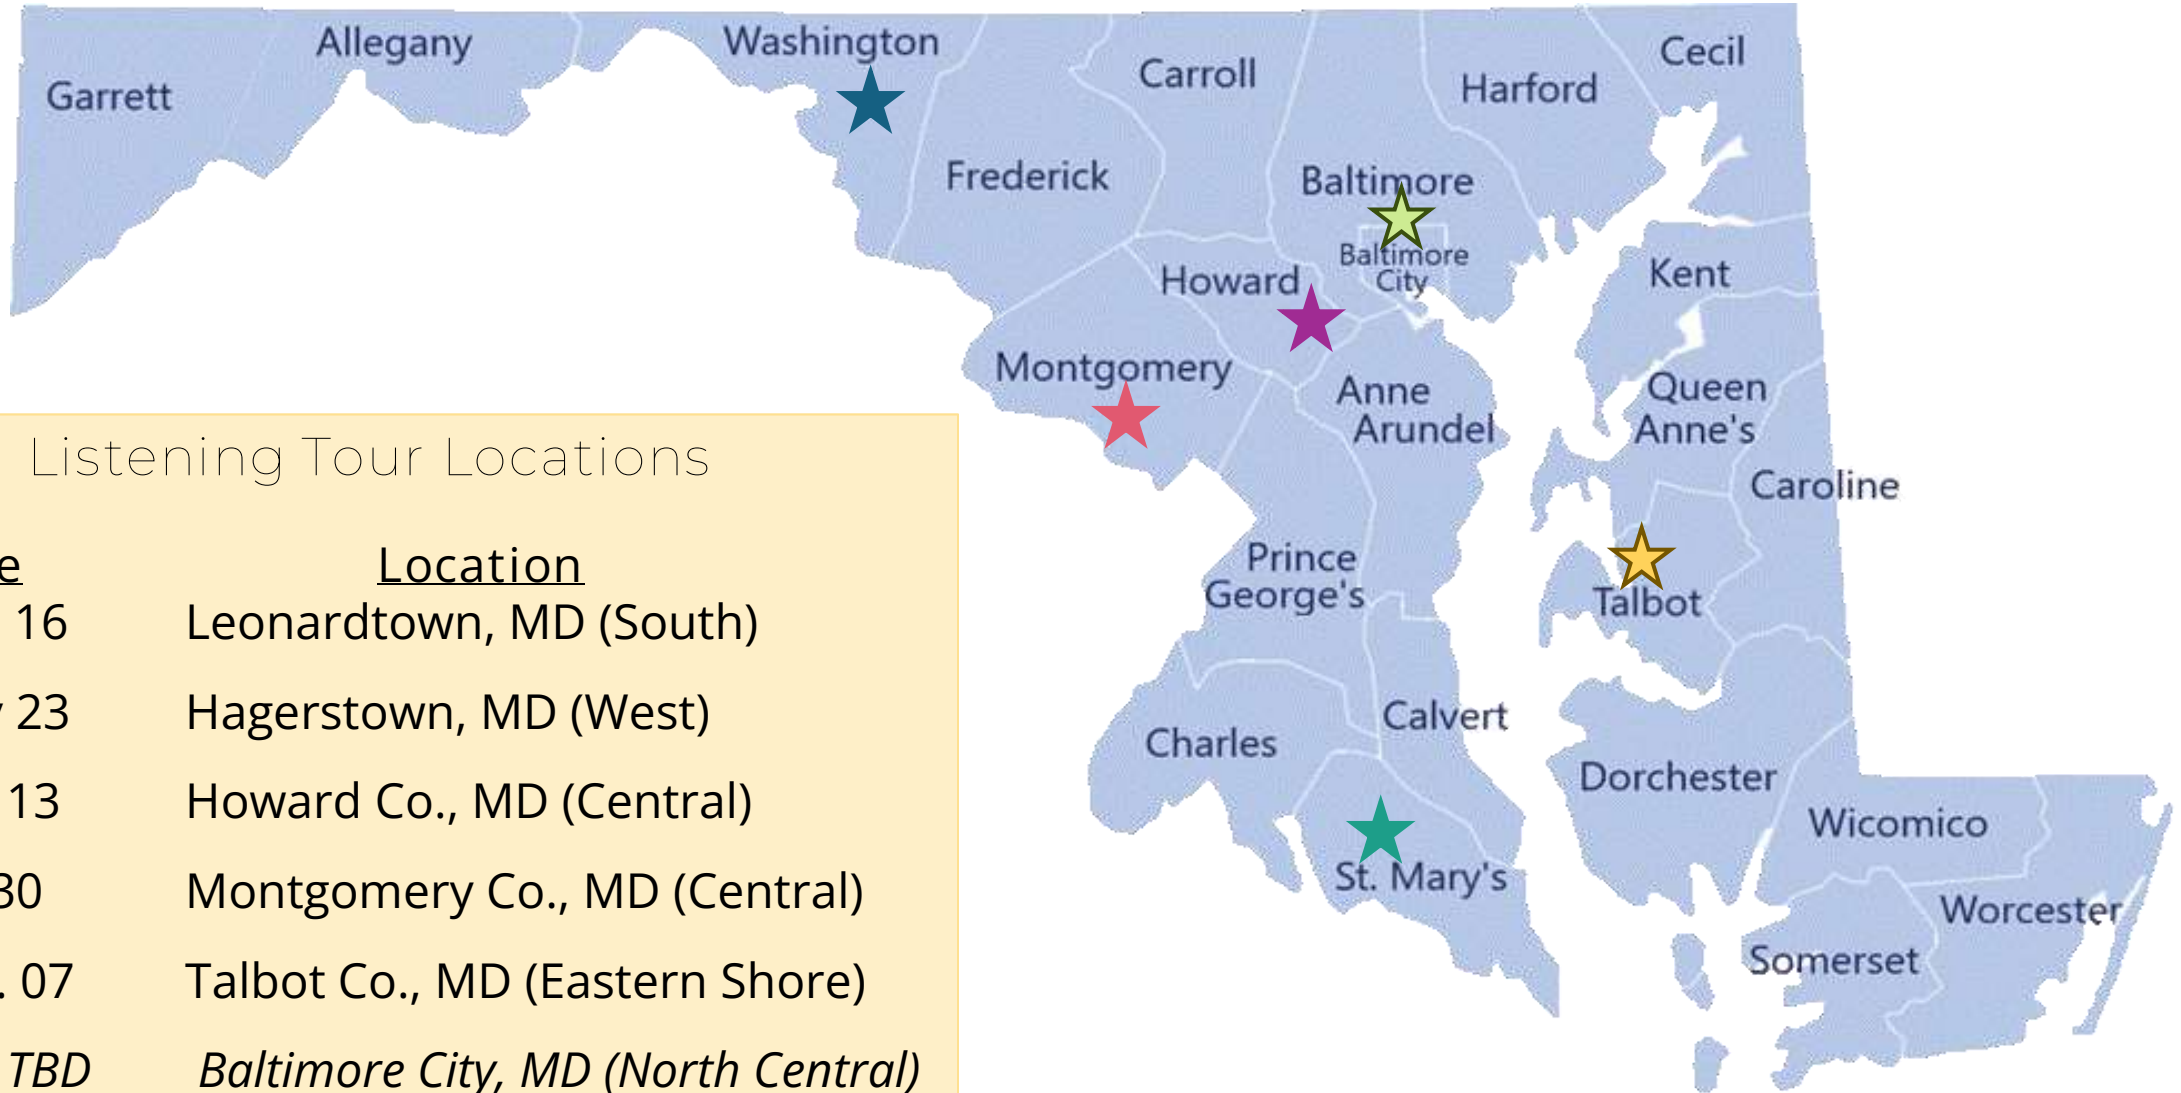 Allegany
Washington
Cecil
Carroll
Harford
Garrett
Frederick
Baltimore
Baltimore
City
Howard
Kent
Montgomery
Anne
Arundel
Queen
Anne's
Caroline
Prince
George's
Talbot
Calvert
Charles
Dorchester
Wicomico
St. Mary's
Worcester
Somerset
Listening Tour Locations
e Location
16 Leonardtown, MD (South)
23 Hagerstown, MD (West)
13 Howard Co., MD (Central)
30 Montgomery Co., MD (Central)
. 07 Talbot Co., MD (Eastern Shore)
TBD Baltimore City, MD (North Central)